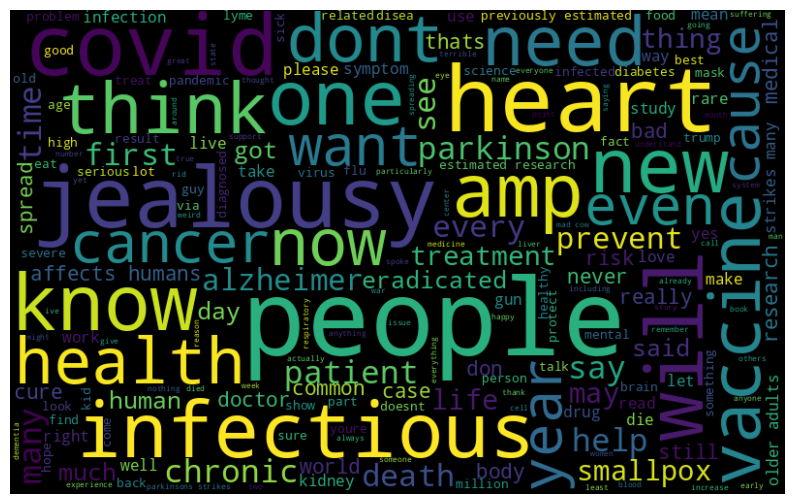 problem infection lyme sick related disea use previously estimated food mean suffering
covid dont need thing cause medical
good great state thats way going best
old terrible please symptom science infected diabetes mask many
think one see everyone study rare
age treat pandemic eye spreading saying
time high result live want name bad fact trump
first got parkinson new strikes
serious lot estimated research
eat virus flu particularly
spread guy via take diagnosed jealousy amp even heart
yet rid true weird support number
cancer now every prevent yes research
severe center system call man
affects humans alzheimer treatment eradicated risk love never make
medicine liver mad cow spoke
know day people gun healthy really already including
live war will vaccine
work give reason respiratory anything issue happy protect mental remember story book
might health don said something others
actually everything
cure patient common case person talk let brain anyone
nothing died week thank
look kid human doctor show part doesnt life say drug read die
find infectious year may help still
hope right come sure youre always someone cell women
dementia many much well chronic world death body smallpox older adults
back kidney million least blood early
experience parkinsons strikes two increase
month understand around thought